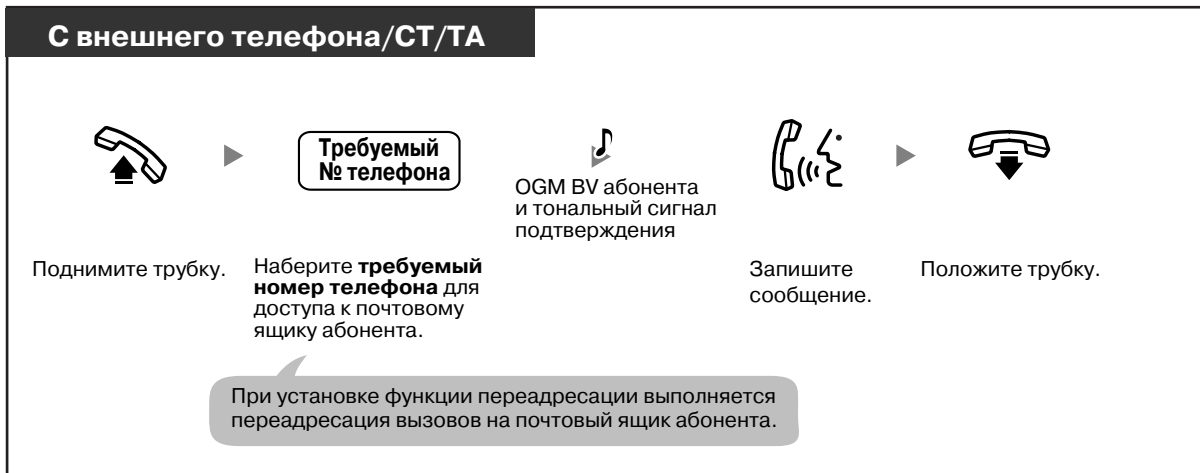 С внешнего телефона/СТ/ТА
Требуемый
№ телефона
OGM BV абонента
и тональный сигнал
подтверждения
Поднимите трубку.
Наберите требуемый
номер телефона для
доступа к почтовому
ящику абонента.
Запишите
сообщение.
Положите трубку.
При установке функции переадресации выполняется
переадресация вызовов на почтовый ящик абонента.